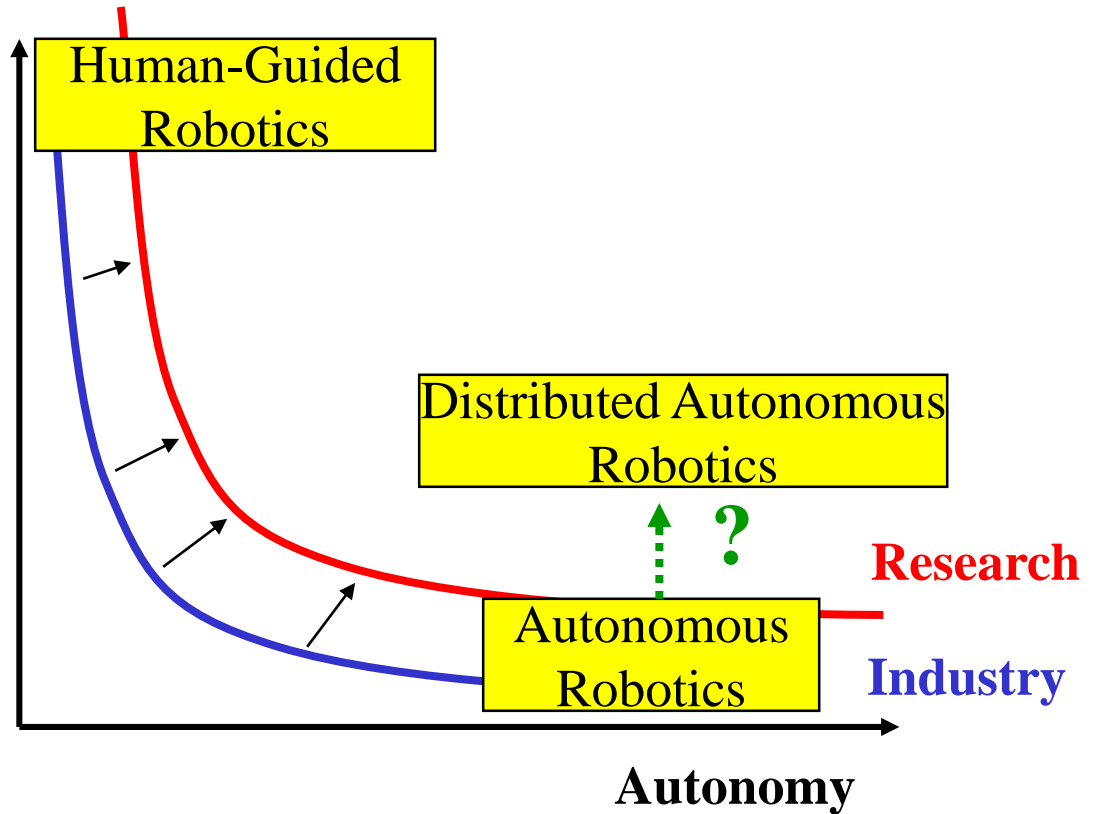 Human-Guided
Robotics
Distributed Autonomous
Robotics
?
Research
Autonomous
Robotics
Industry
Autonomy